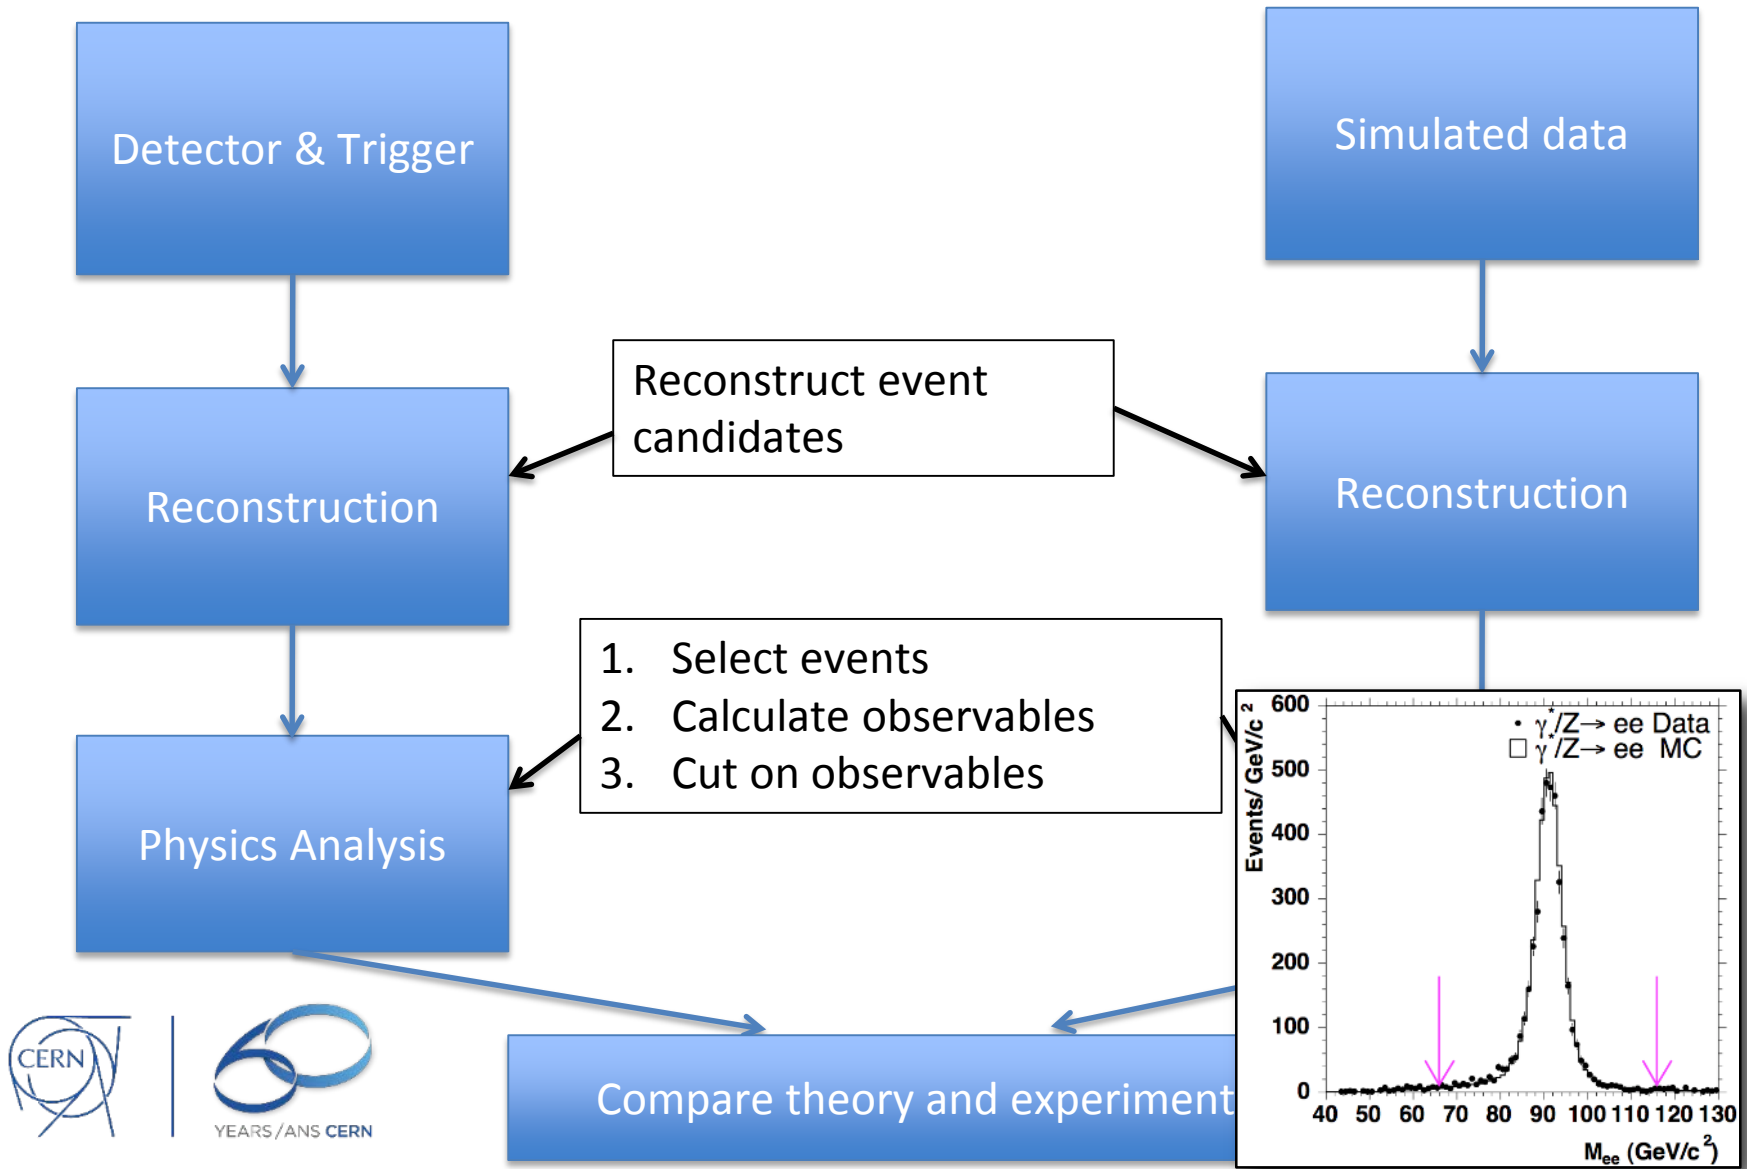 Detector & Trigger
Simulated data
Reconstruct event
candidates
Reconstruction
Reconstruction
1. Select events
2. Calculate observables
3. Cut on observables
Physics Analysis
Compare theory and experiment
CERN
YEARS/ANS CERN
Events/ GeV/c²
600
500
400
300
200
100
0
γ*/Z→ ee Data
γ*/Z→ ee MC
40 50 60 70 80 90 100 110 120 130
Mee (GeV/c²)